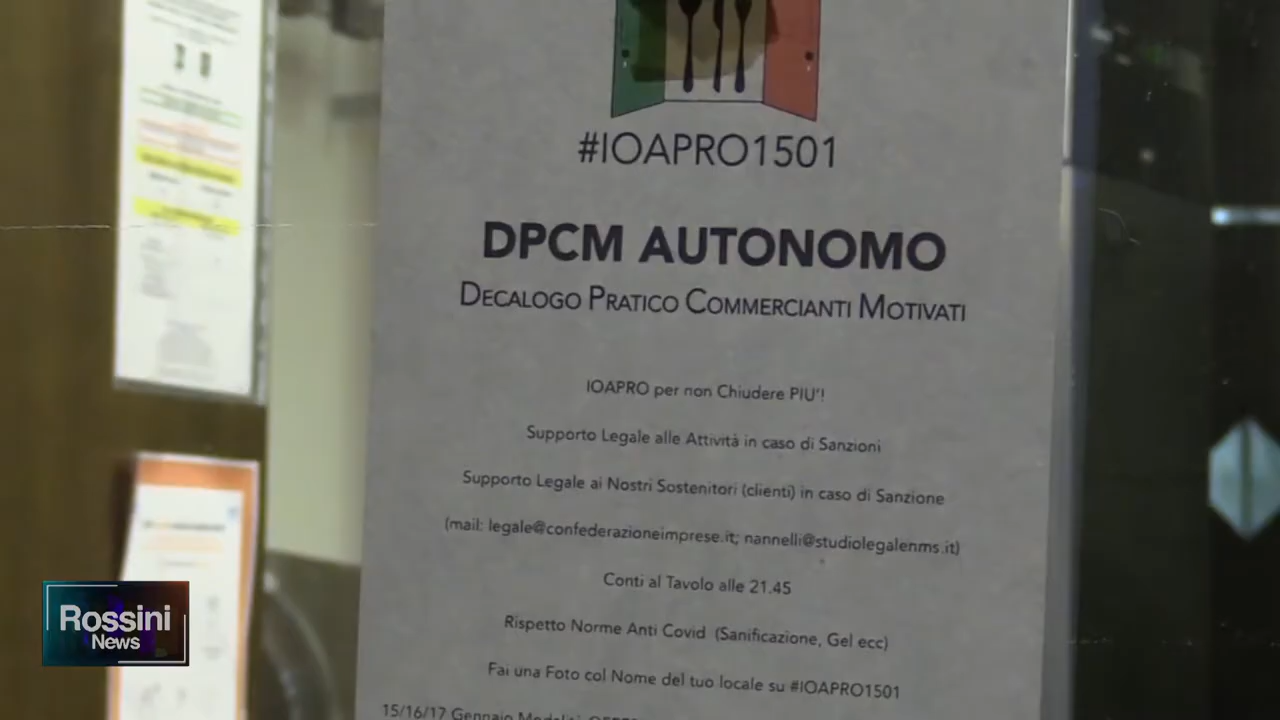 #IOAPRO1501
DPCM AUTONOMO
DECALOGO PRATICO COMMERCIANTI MOTIVATI
IOAPRO per non Chiudere PIU'!
Supporto Legale alle Attività in caso di Sanzioni
Supporto Legale ai Nostri Sostenitori (clienti) in caso di Sanzione
(mail: legale@confederazioneimprese.it; nannelli@studiolegalenms.it)
Conti al Tavolo alle 21.45
Rispetto Norme Anti Covid (Sanificazione, Gel ecc)
Fai una Foto col Nome del tuo locale su #IOAPRO1501
15/16/17 Gennaio Modalità
Rossini
News